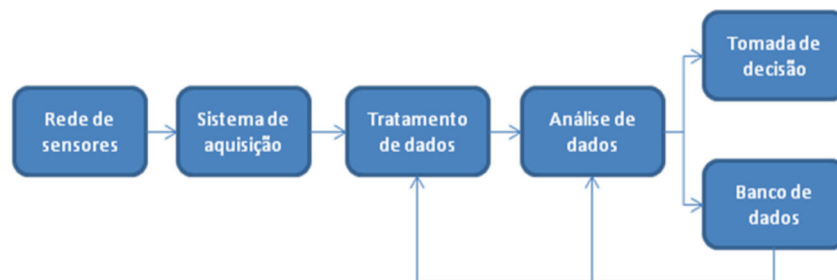 Rede de
sensores
Sistema de
aquisição
Tratamento
de dados
Análise de
dados
Tomada de
decisão
Banco de
dados